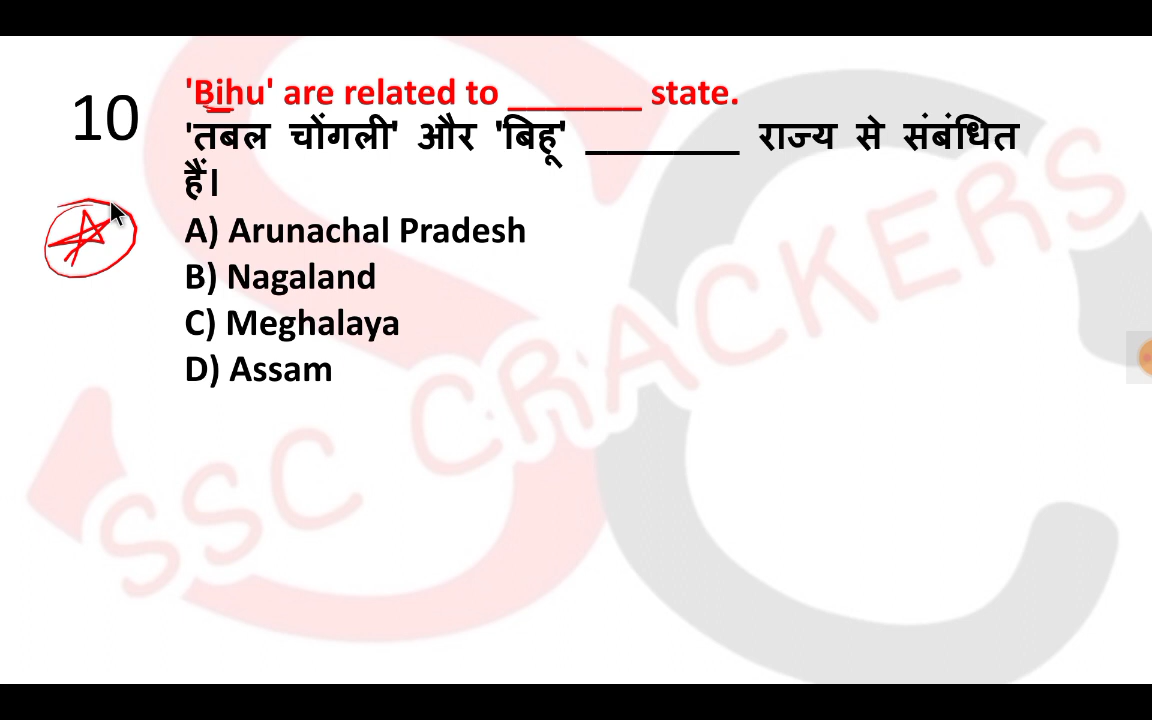 10
'Bihu' are related to _______ state.
'तबल चोंगली' और 'बिहू' ________ राज्य से संबंधित
हैं।
A) Arunachal Pradesh
B) Nagaland
C) Meghalaya
D) Assam
SSC CRACKERS